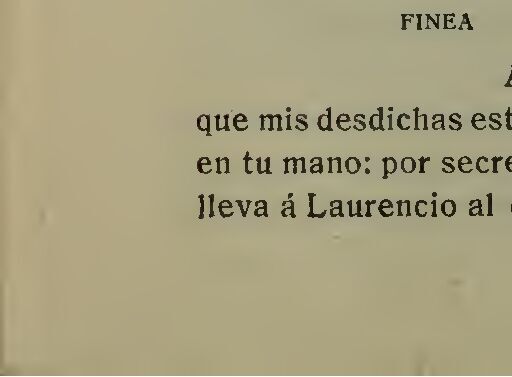 FINEA
que mis desdichas est
en tu mano: por secre
lleva á Laurencio al